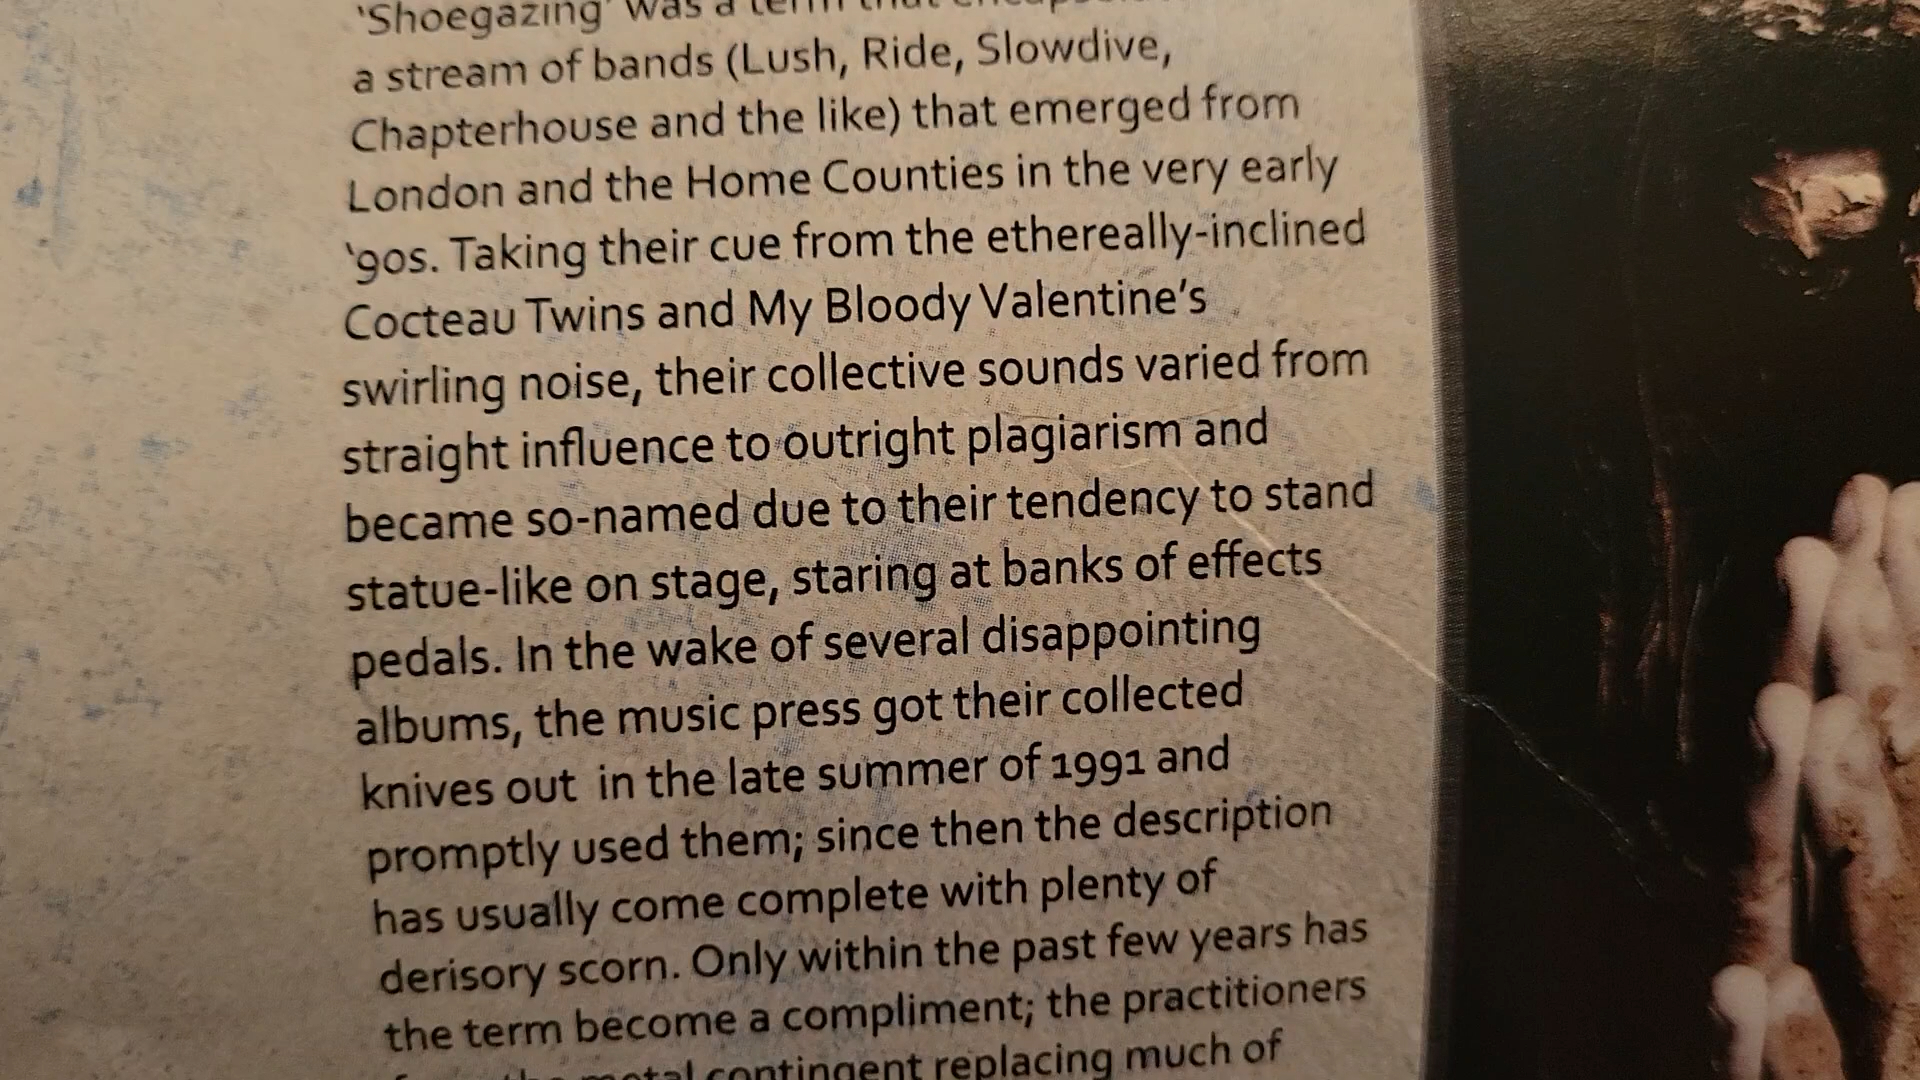 'Shoegazing' was a term that
a stream of bands (Lush, Ride, Slowdive,
Chapterhouse and the like) that emerged from
London and the Home Counties in the very early
'90s. Taking their cue from the ethereally-inclined
Cocteau Twins and My Bloody Valentine's
swirling noise, their collective sounds varied from
straight influence to outright plagiarism and
became so-named due to their tendency to stand
statue-like on stage, staring at banks of effects
pedals. In the wake of several disappointing
albums, the music press got their collected
knives out in the late summer of 1991 and
promptly used them; since then the description
has usually come complete with plenty of
derisory scorn. Only within the past few years has
the term become a compliment; the practitioners
the metal contingent replacing much of